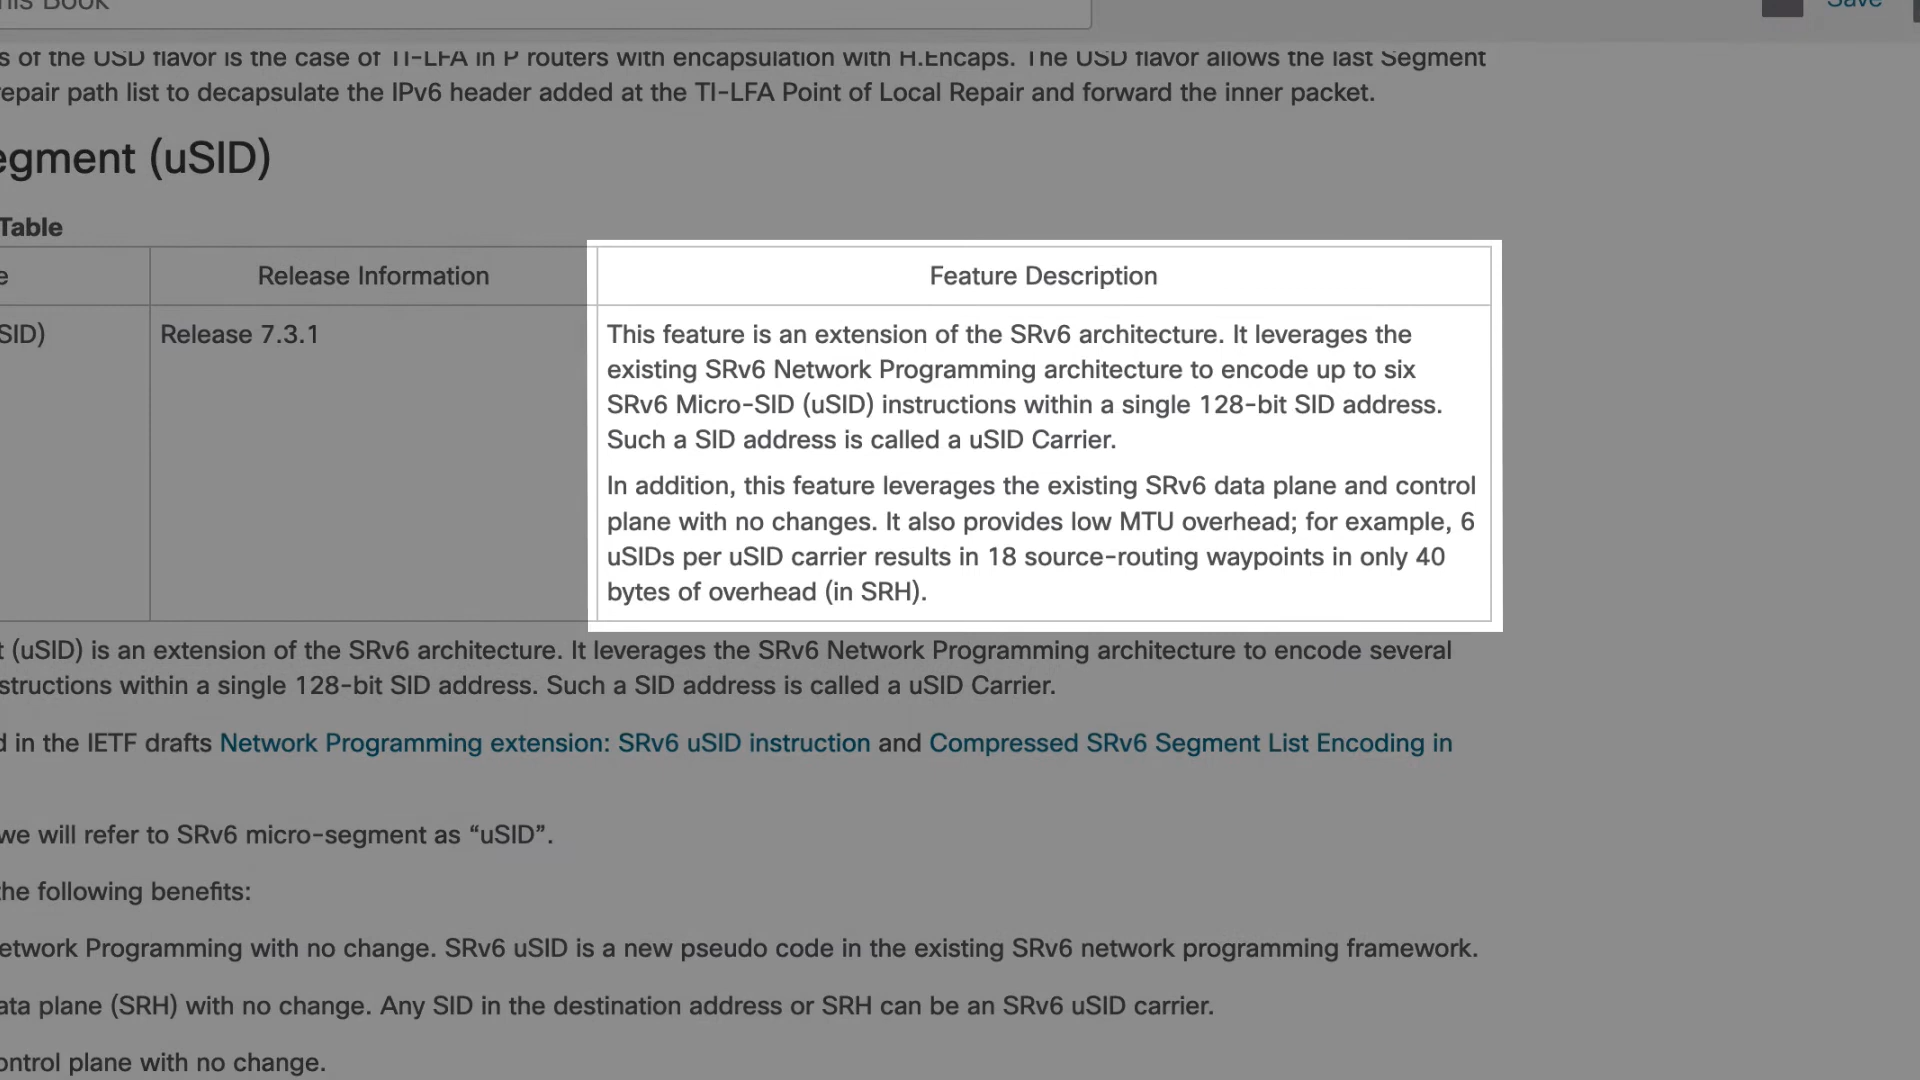 his Book
Save
s of the USD flavor is the case of TI-LFA in P routers with encapsulation with H.Encaps. The USD flavor allows the last Segment
epair path list to decapsulate the IPv6 header added at the TI-LFA Point of Local Repair and forward the inner packet.
egment (uSID)
Table
e
Release Information
Feature Description
SID)
Release 7.3.1
This feature is an extension of the SRv6 architecture. It leverages the
existing SRv6 Network Programming architecture to encode up to six
SRv6 Micro-SID (uSID) instructions within a single 128-bit SID address.
Such a SID address is called a uSID Carrier.
In addition, this feature leverages the existing SRv6 data plane and control
plane with no changes. It also provides low MTU overhead; for example, 6
uSIDs per uSID carrier results in 18 source-routing waypoints in only 40
bytes of overhead (in SRH).
t (uSID) is an extension of the SRv6 architecture. It leverages the SRv6 Network Programming architecture to encode several
structions within a single 128-bit SID address. Such a SID address is called a uSID Carrier.
d in the IETF drafts Network Programming extension: SRv6 uSID instruction and Compressed SRv6 Segment List Encoding in
we will refer to SRv6 micro-segment as “uSID”.
the following benefits:
etwork Programming with no change. SRv6 uSID is a new pseudo code in the existing SRv6 network programming framework.
ata plane (SRH) with no change. Any SID in the destination address or SRH can be an SRv6 uSID carrier.
ontrol plane with no change.